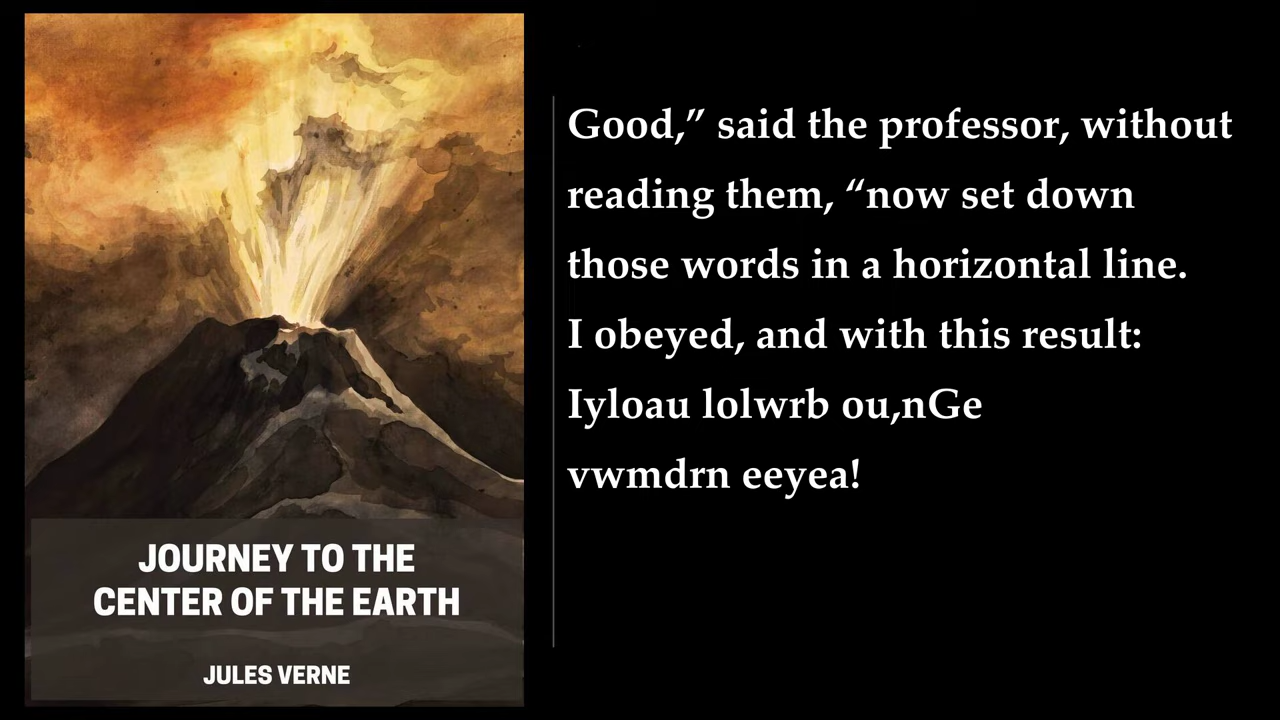 Good,” said the professor, without
reading them, “now set down
those words in a horizontal line.
I obeyed, and with this result:
Iyloau lolwrb ou,nGe
vwmdrn eeyea!
JOURNEY TO THE
CENTER OF THE EARTH
JULES VERNE